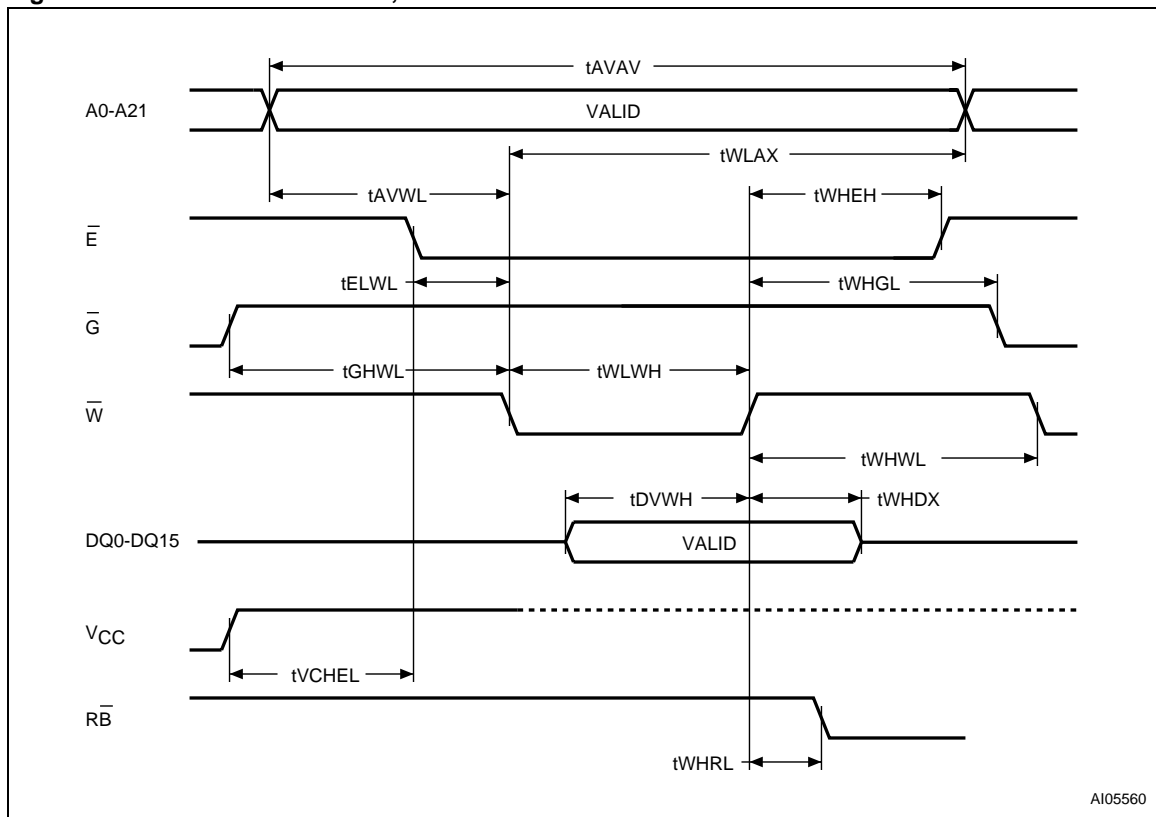 tAVAV
A0-A21
VALID
tWLAX
tAVWL
tWHEH
E̅
tELWL
tWHGL
G̅
tGHWL
tWLWH
W̅
tWHWL
tDVWH
tWHDX
DQ0-DQ15
VALID
VCC
tVCHEL
RB̅
tWHRL
AI05560